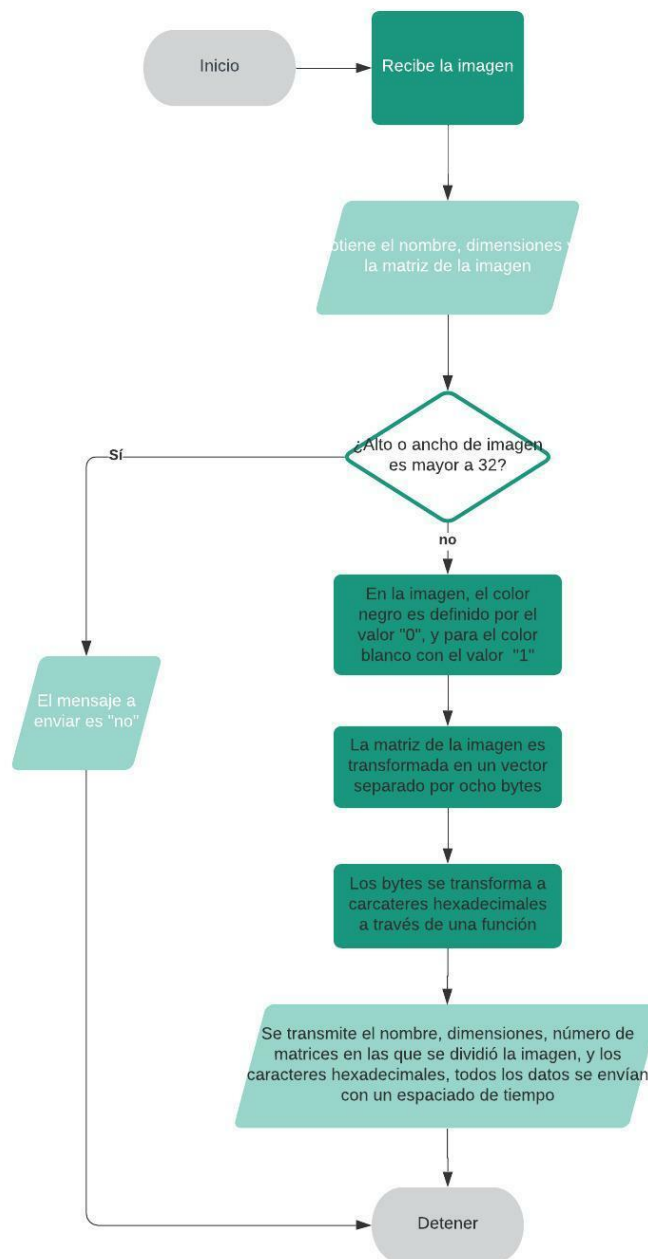 Inicio
Recibe la imagen
btiene el nombre, dimensiones y
la matriz de la imagen
¿Alto o ancho de imagen
es mayor a 32?
Sí
no
En la imagen, el color
negro es definido por el
valor "0", y para el color
blanco con el valor "1"
El mensaje a
enviar es "no"
La matriz de la imagen es
transformada en un vector
separado por ocho bytes
Los bytes se transforma a
carcateres hexadecimales
a través de una función
Se transmite el nombre, dimensiones, número de
matrices en las que se dividió la imagen, y los
caracteres hexadecimales, todos los datos se envían
con un espaciado de tiempo
Detener